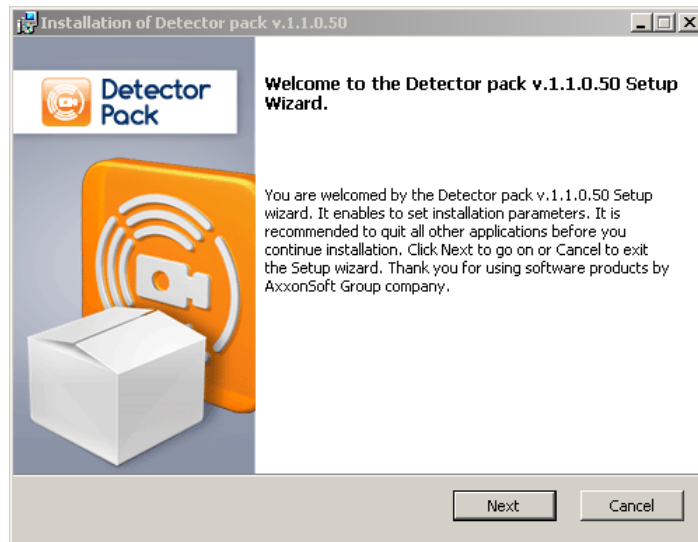 Installation of Detector pack v.1.1.0.50
Detector
Pack
Welcome to the Detector pack v.1.1.0.50 Setup
Wizard.
You are welcomed by the Detector pack v.1.1.0.50 Setup
wizard. It enables to set installation parameters. It is
recommended to quit all other applications before you
continue installation. Click Next to go on or Cancel to exit
the Setup wizard. Thank you for using software products by
AxxonSoft Group company.
Next
Cancel